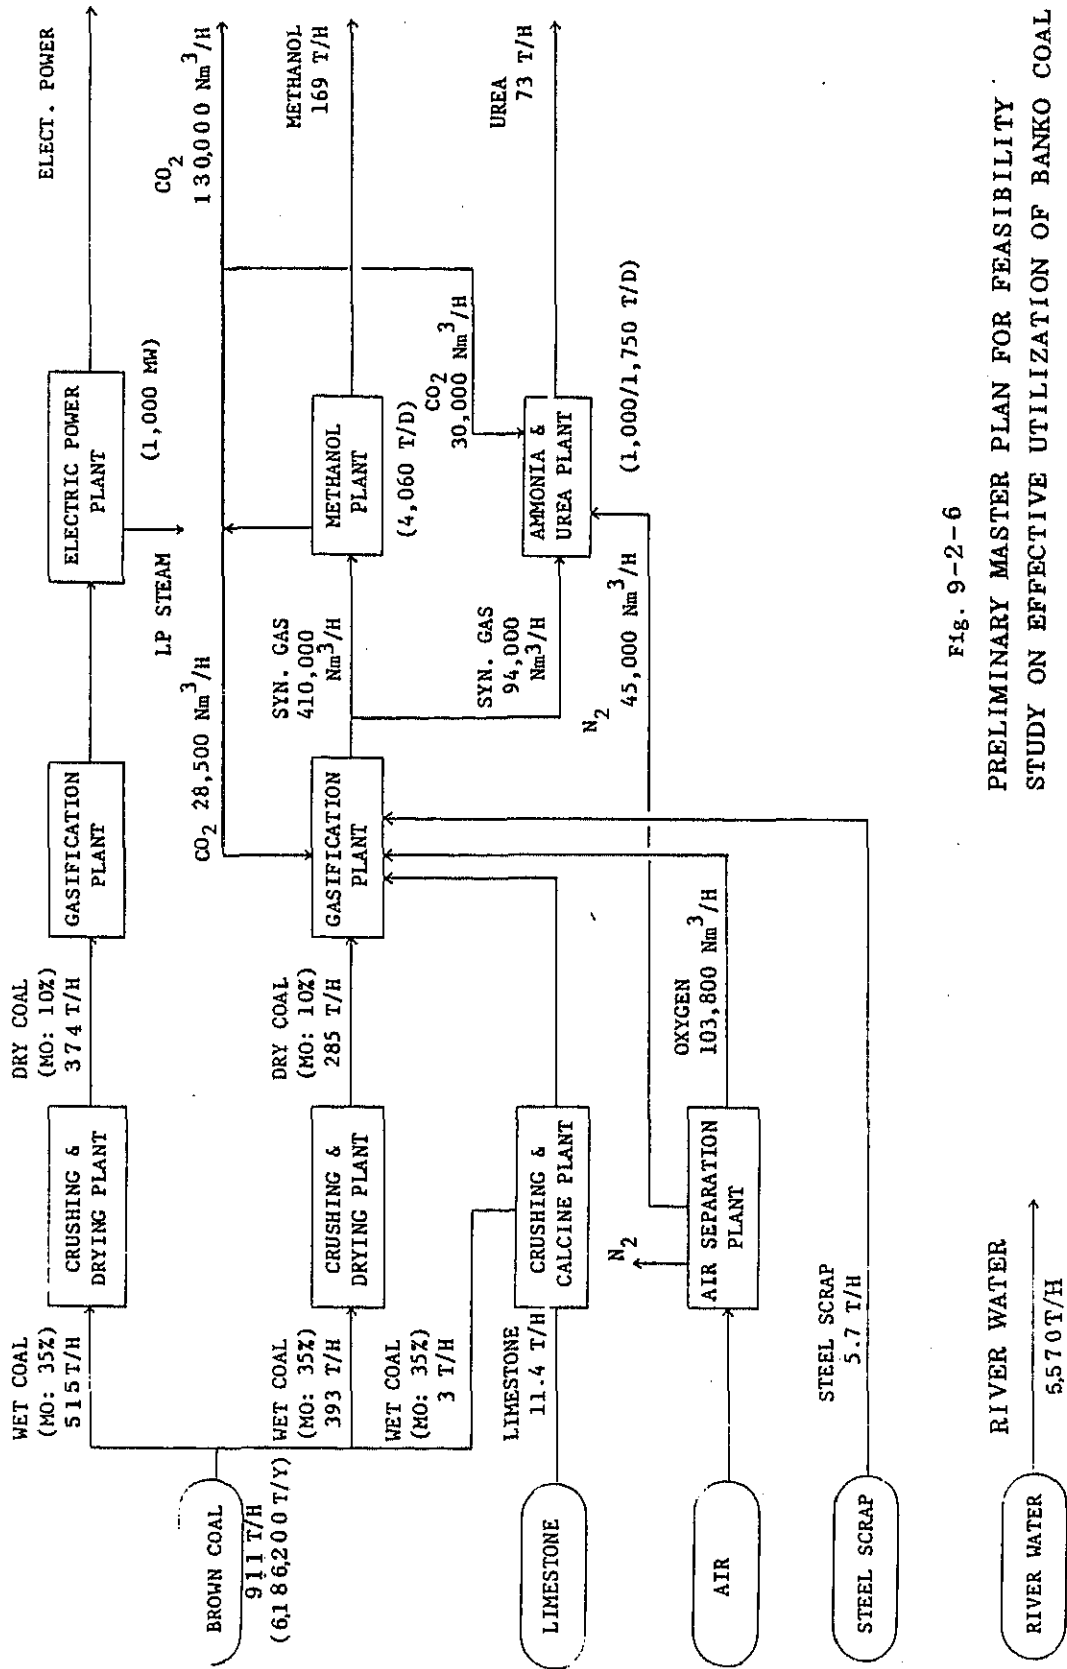 BROWN COAL
911 T/H
(6,186,200 T/Y)
WET COAL
(MO: 35%)
515 T/H
CRUSHING &
DRYING PLANT
DRY COAL
(MO: 10%)
374 T/H
GASIFICATION
PLANT
ELECTRIC POWER
PLANT
(1,000 MW)
LP STEAM
ELECT. POWER
WET COAL
(MO: 35%)
393 T/H
CRUSHING &
DRYING PLANT
DRY COAL
(MO: 10%)
285 T/H
GASIFICATION
PLANT
CO2 28,500 Nm3/H
SYN. GAS
410,000
Nm3/H
METHANOL
PLANT
(4,060 T/D)
CO2
130,000 Nm3/H
METHANOL
169 T/H
WET COAL
(MO: 35%)
3 T/H
LIMESTONE
LIMESTONE
11.4 T/H
CRUSHING &
CALCINE PLANT
SYN. GAS
94,000
Nm3/H
CO2
30,000 Nm3/H
AMMONIA &
UREA PLANT
(1,000/1,750 T/D)
UREA
73 T/H
AIR
N2
AIR SEPARATION
PLANT
N2
45,000 Nm3/H
OXYGEN
103,800 Nm3/H
STEEL SCRAP
STEEL SCRAP
5.7 T/H
RIVER WATER
RIVER WATER
5,570T/H
Fig. 9-2-6
PRELIMINARY MASTER PLAN FOR FEASIBILITY
STUDY ON EFFECTIVE UTILIZATION OF BANKO COAL